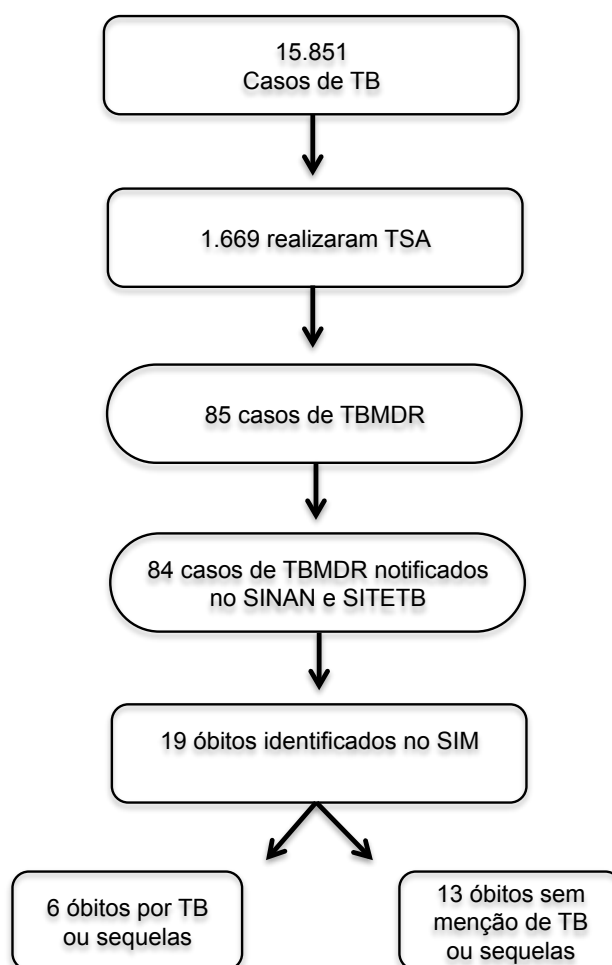 15.851
Casos de TB
1.669 realizaram TSA
85 casos de TBMDR
84 casos de TBMDR notificados
no SINAN e SITETB
19 óbitos identificados no SIM
6 óbitos por TB
ou sequelas
13 óbitos sem
menção de TB
ou sequelas